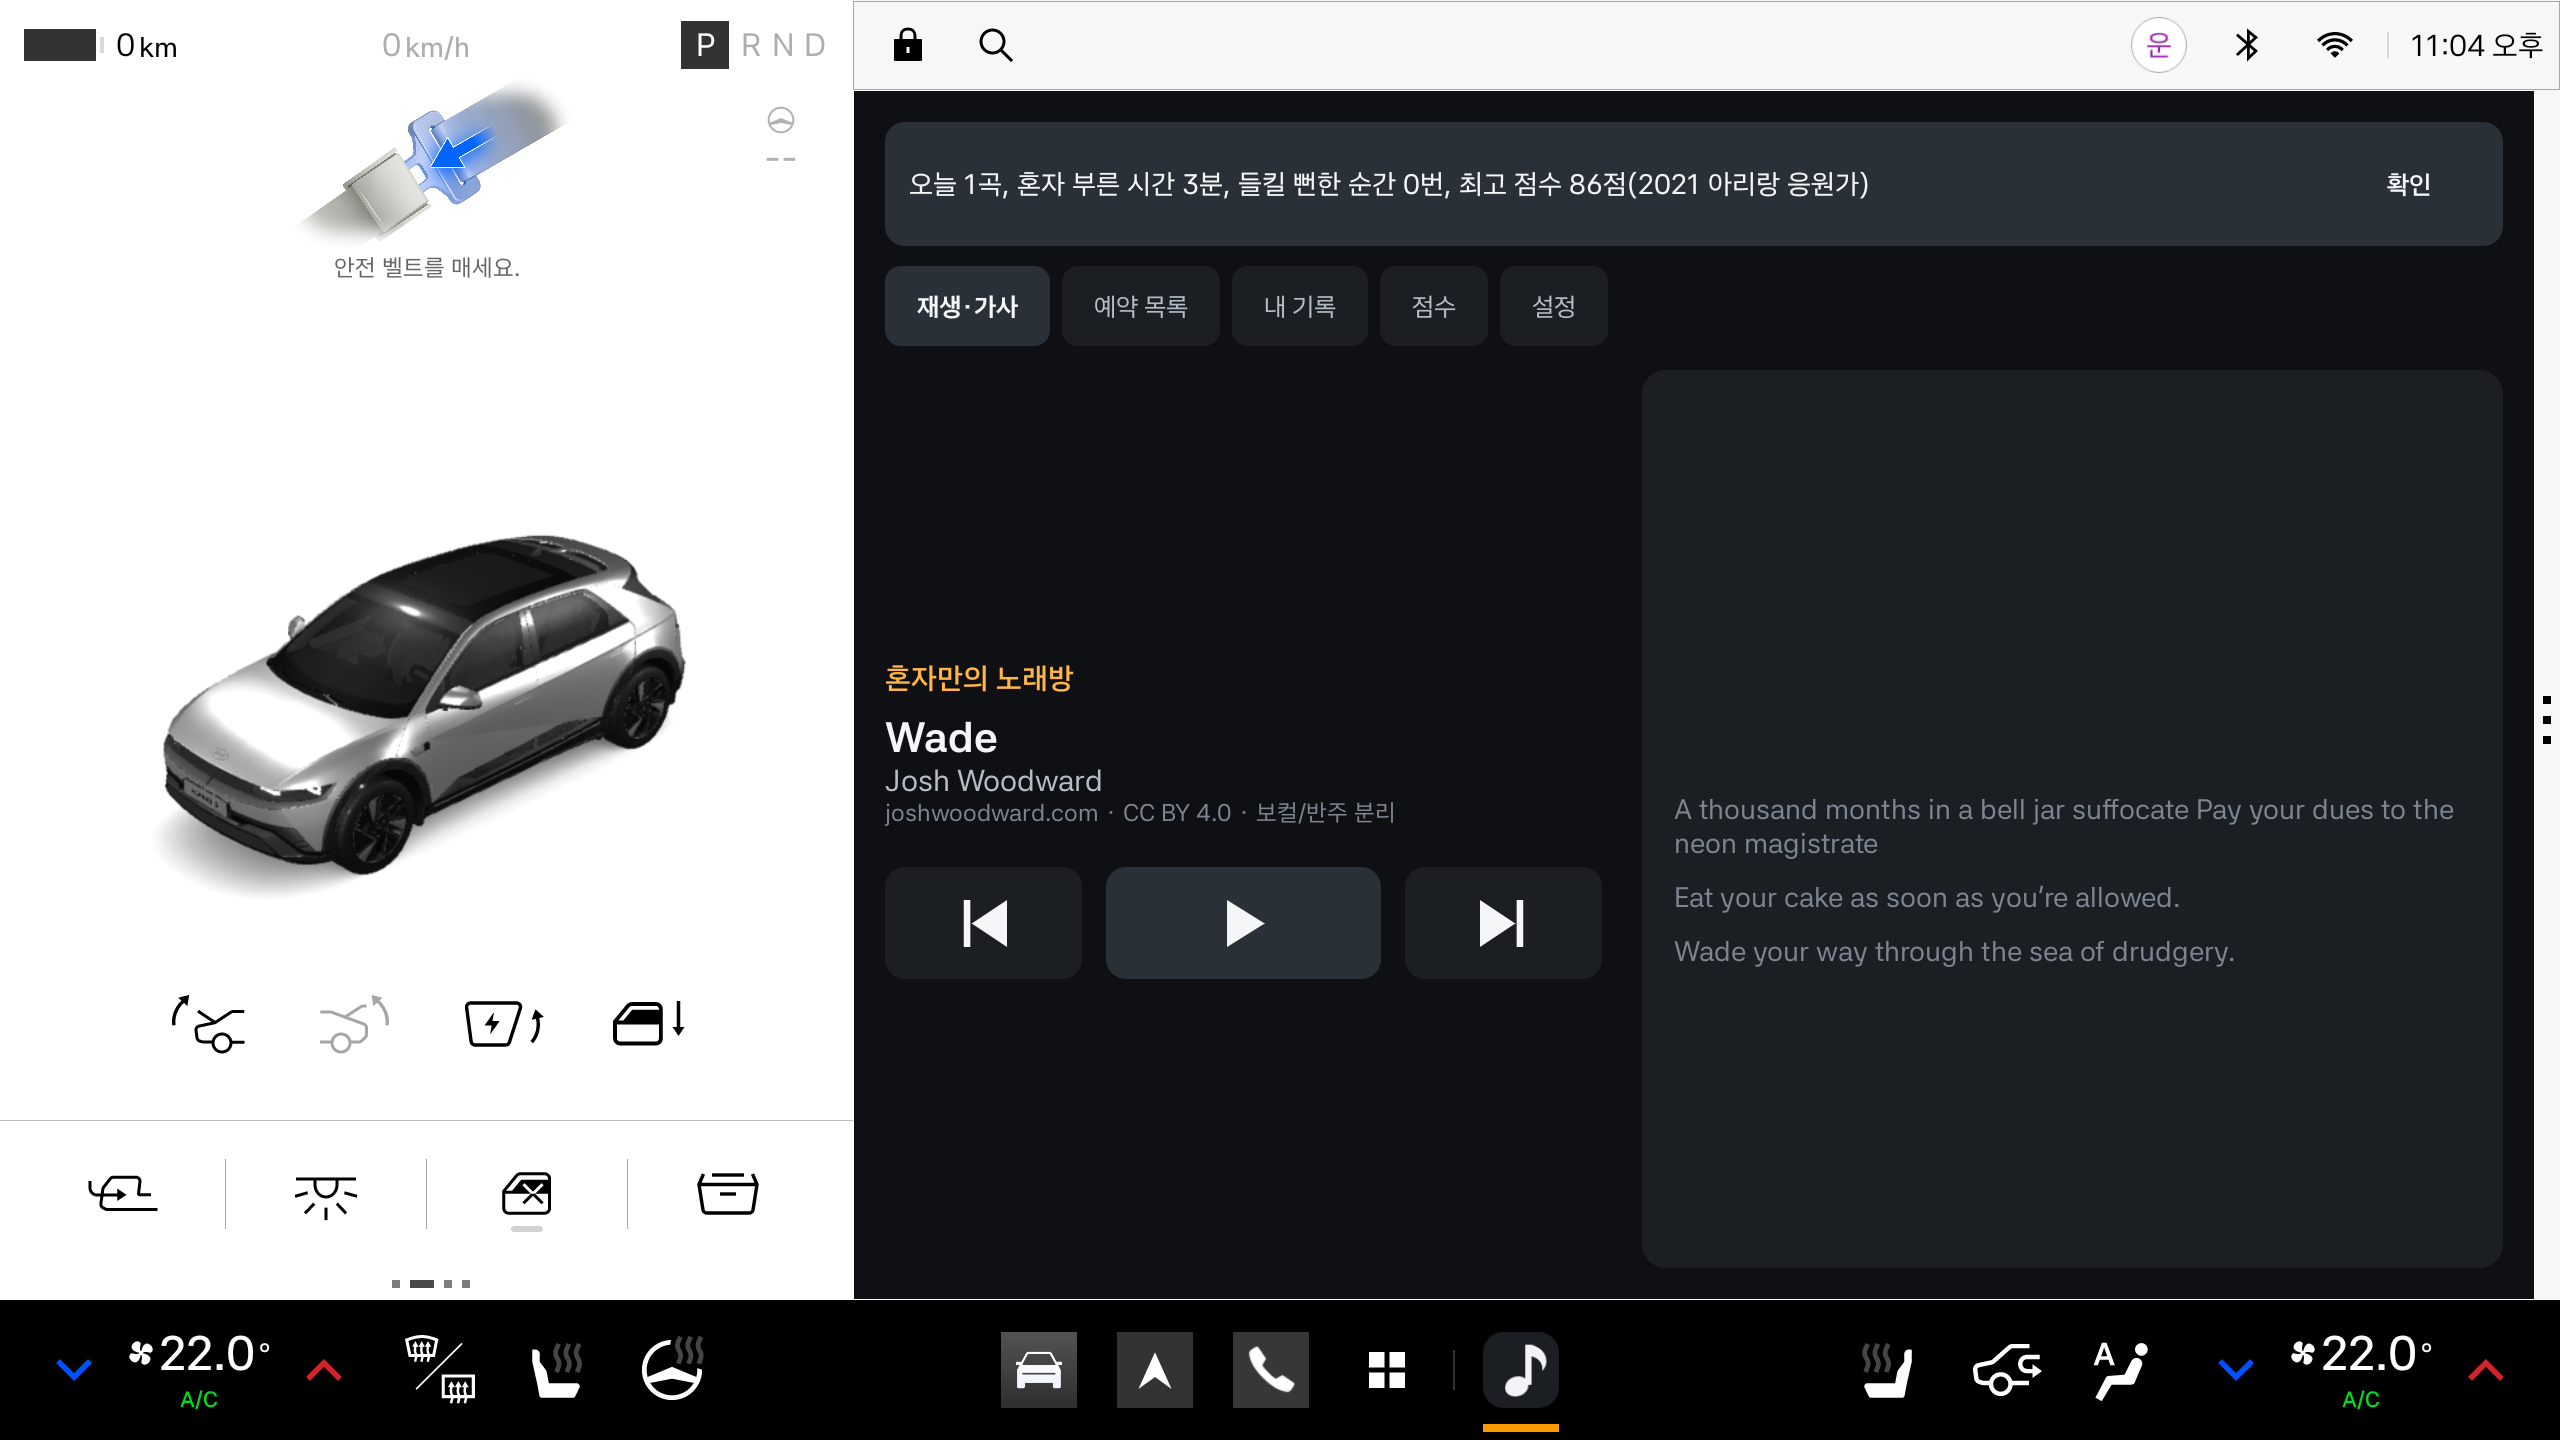 0 km
0 km/h
P R N D
운
11:04 오후
안전 벨트를 매세요.
오늘 1곡, 혼자 부른 시간 3분, 들킬 뻔한 순간 0번, 최고 점수 86점(2021 아리랑 응원가)
확인
재생·가사
예약 목록
내 기록
점수
설정
혼자만의 노래방
Wade
Josh Woodward
joshwoodward.com · CC BY 4.0 · 보컬/반주 분리
A thousand months in a bell jar suffocate Pay your dues to the
neon magistrate
Eat your cake as soon as you’re allowed.
Wade your way through the sea of drudgery.
22.0°
A/C
A
22.0°
A/C